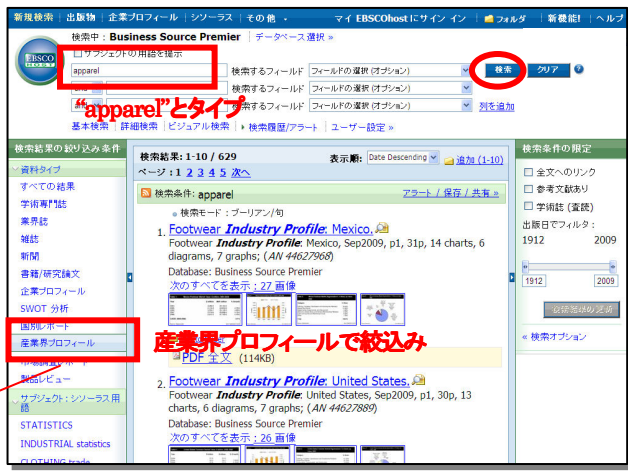 新規検索 出版物 企業プロフィール シソーラス その他 マイ EBSCOhost にサイン イン フォルダ 新機能! ヘルプ
検索中 : Business Source Premier データベース選択 »
サブジェクトの用語を提示
EBSCO HOST
apparel 検索するフィールド フィールドの選択 (オプション) 検索 クリア
検索するフィールド フィールドの選択 (オプション)
検索するフィールド フィールドの選択 (オプション) 列を追加
“apparel”とタイプ
基本検索 詳細検索 ビジュアル検索 検索履歴/アラート ユーザー設定 »
検索結果の絞り込み条件
資料タイプ
すべての結果
学術専門誌
業界誌
雑誌
新聞
書籍/研究論文
企業プロフィール
SWOT 分析
国別レポート
産業界プロフィール
市場調査レポート
製品レビュー
サブジェクト : シソーラス用語
STATISTICS
INDUSTRIAL statistics
CLOTHING trade
検索結果: 1-10 / 629 表示順: Date Descending 追加 (1-10)
ページ : 1 2 3 4 5 次へ
検索条件: apparel アラート / 保存 / 共有 »
検索モード : ブーリアン/句
1. Footwear Industry Profile: Mexico.
Footwear Industry Profile: Mexico, Sep2009, p1, 31p, 14 charts, 6
diagrams, 7 graphs; (AN 44627968)
Database: Business Source Premier
次のすべてを表示 : 27 画像
産業界プロフィールで絞込み
PDF 全文 (114KB)
2. Footwear Industry Profile: United States.
Footwear Industry Profile: United States, Sep2009, p1, 30p, 13
charts, 6 diagrams, 7 graphs; (AN 44627889)
Database: Business Source Premier
次のすべてを表示 : 26 画像
検索条件の限定
全文へのリンク
参考文献あり
学術誌 (査読)
出版日でフィルタ :
1912 2009
1912 2009
« 検索オプション